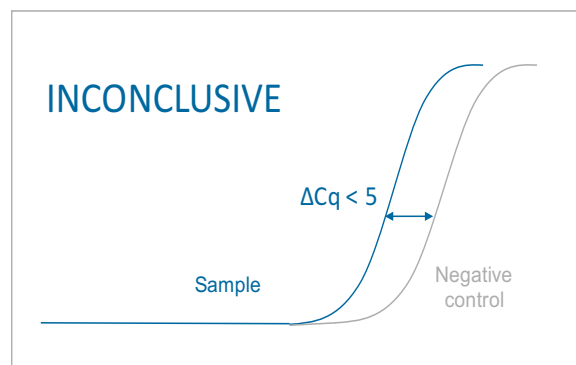 INCONCLUSIVE
ΔCq < 5
Sample
Negative
control